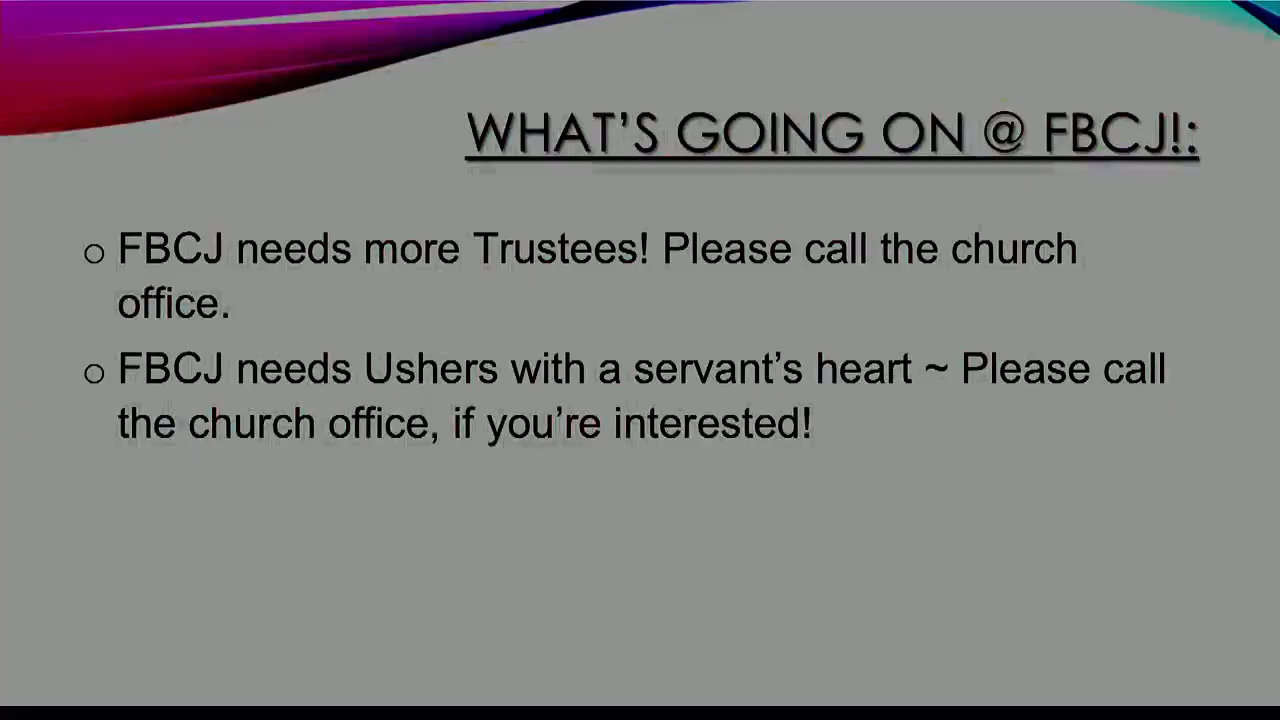 WHAT’S GOING ON @ FBCJ!:
o FBCJ needs more Trustees! Please call the church
office.
o FBCJ needs Ushers with a servant’s heart ~ Please call
the church office, if you’re interested!